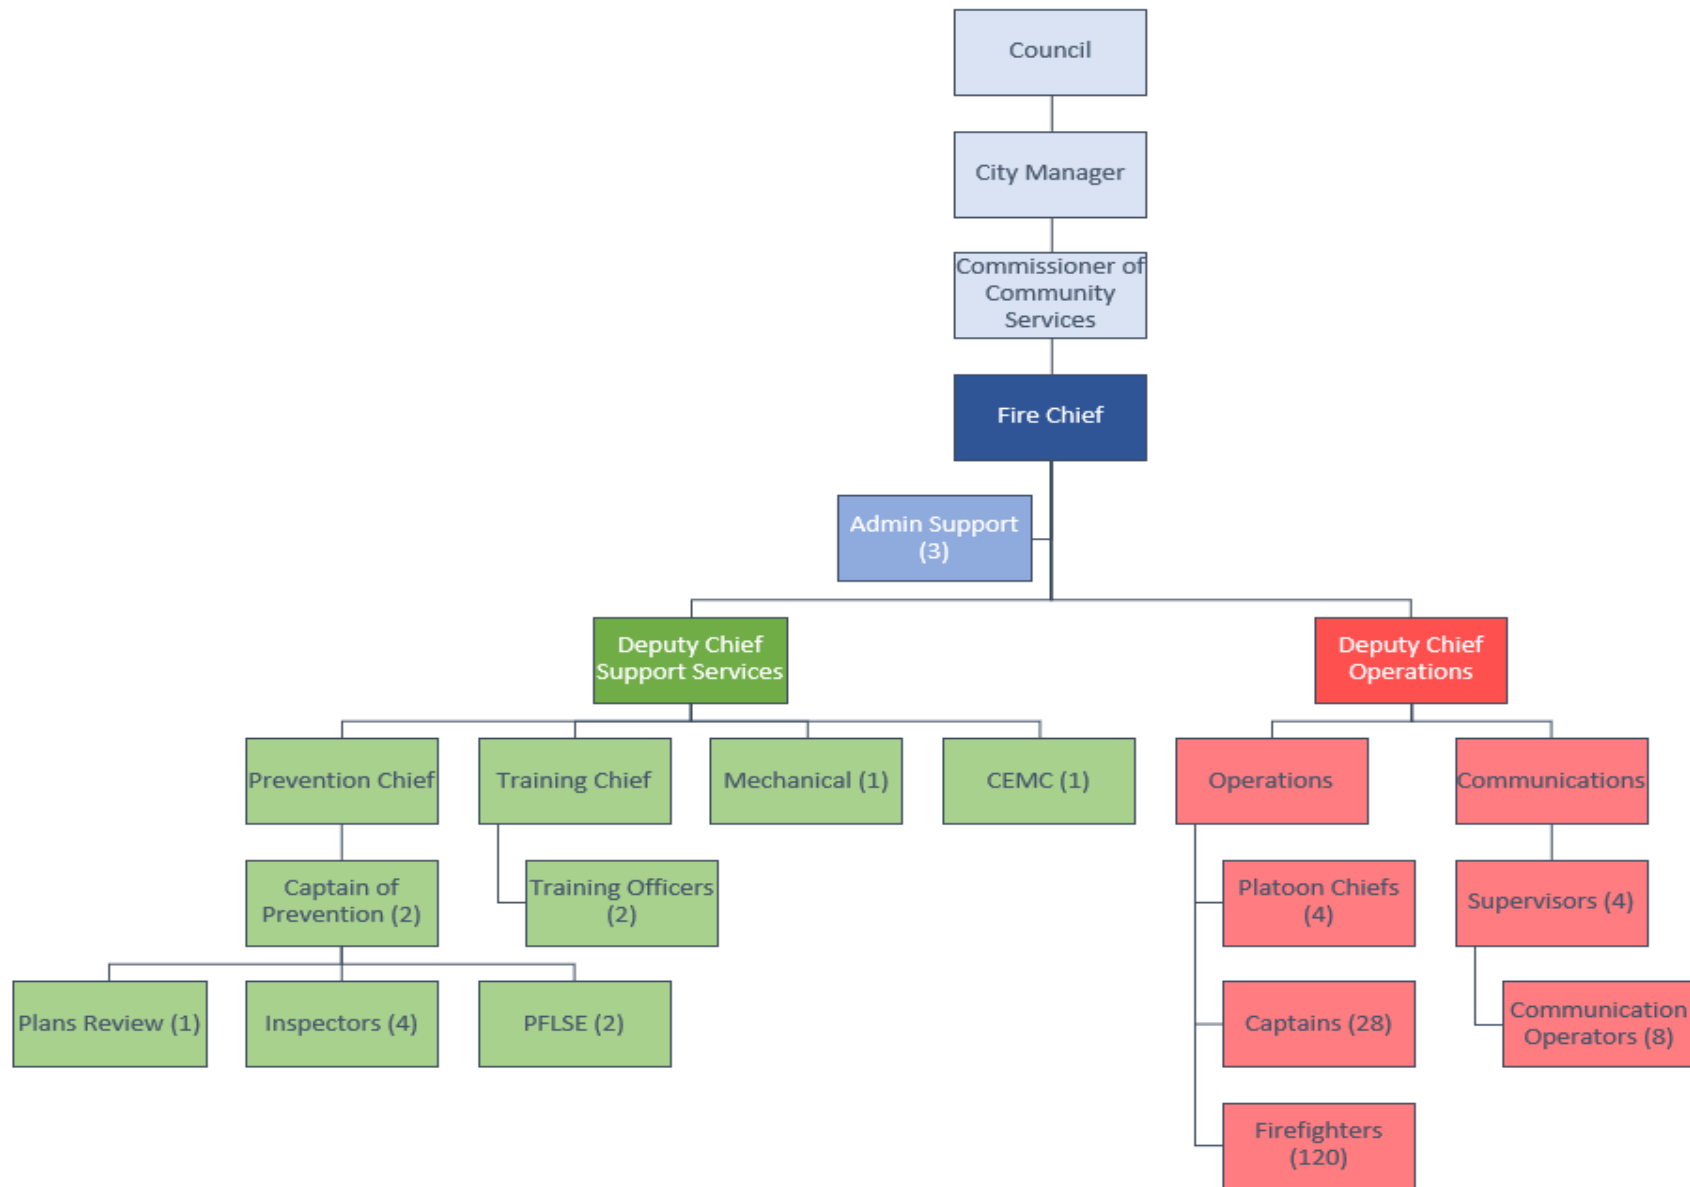 Council
City Manager
Commissioner of
Community
Services
Fire Chief
Admin Support
(3)
Deputy Chief
Support Services
Deputy Chief
Operations
Prevention Chief
Training Chief
Mechanical (1)
CEMC (1)
Operations
Communications
Captain of
Prevention (2)
Training Officers
(2)
Platoon Chiefs
(4)
Supervisors (4)
Plans Review (1)
Inspectors (4)
PFLSE (2)
Captains (28)
Communication
Operators (8)
Firefighters
(120)